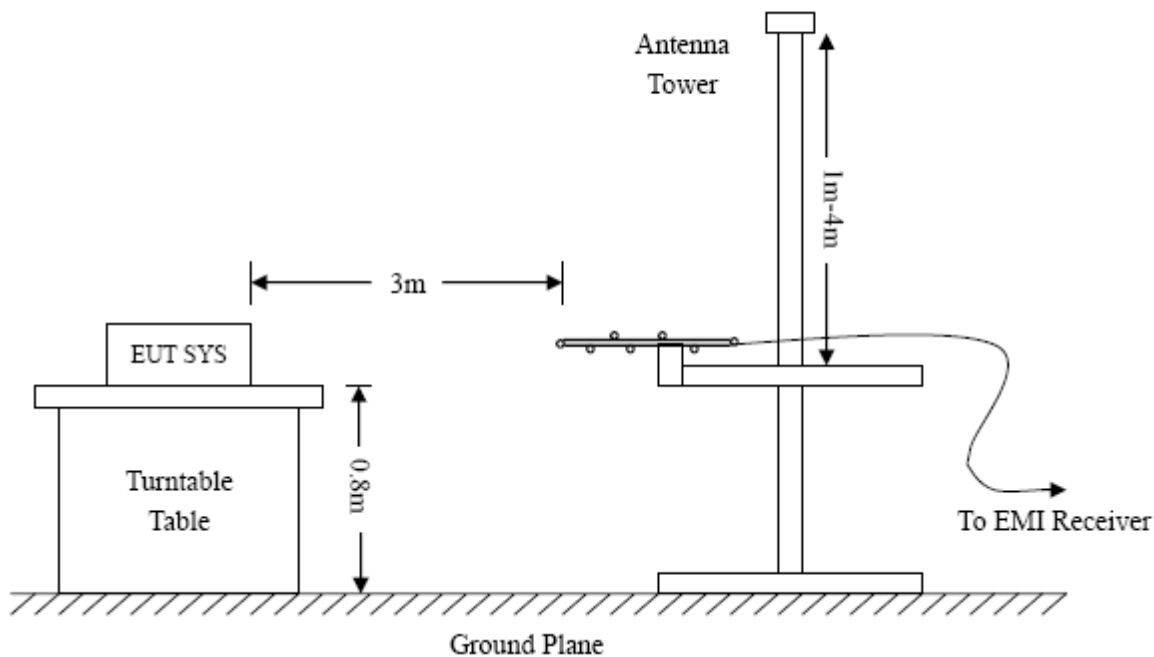 Antenna
Tower
1m-4m
3m
EUT SYS
0.8m
Turntable
Table
To EMI Receiver
Ground Plane